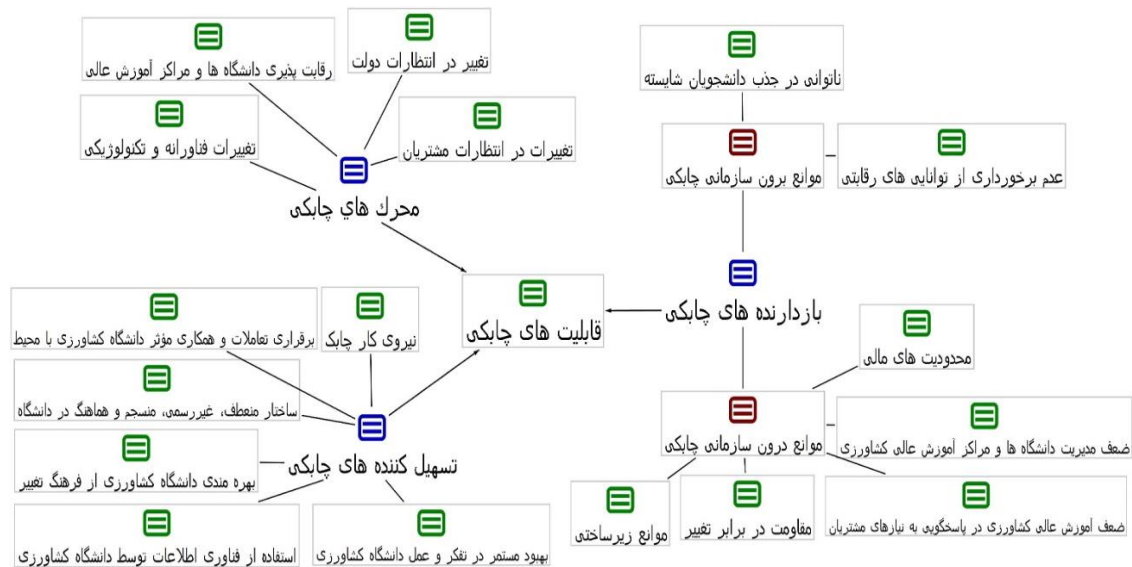 تغییر در انتظارات دولت
رقابت پذیری دانشگاه ها و مراکز آموزش عالی
تغییرات در انتظارات مشتریان
تغییرات فناورانه و تکنولوژیکی
محرك هاي چابکی
ناتوانی در جذب دانشجویان شایسته
موانع برون سازمانی چابکی
عدم برخورداری از توانایی های رقابتی
بازدارنده های چابکی
قابلیت های چابکی
محدودیت های مالی
موانع درون سازمانی چابکی
ضعف مدیریت دانشگاه ها و مراکز آموزش عالی کشاورزی
ضعف آموزش عالی کشاورزی در پاسخگویی به نیازهای مشتریان
مقاومت در برابر تغییر
موانع زیرساختی
نیروی کار چابک
برقراری تعاملات و همکاری مؤثر دانشگاه کشاورزی با محیط
ساختار منعطف، غیررسمی، منسجم و هماهنگ در دانشگاه
تسهیل کننده های چابکی
بهره مندی دانشگاه کشاورزی از فرهنگ تغییر
بهبود مستمر در تفکر و عمل دانشگاه کشاورزی
استفاده از فناوری اطلاعات توسط دانشگاه کشاورزی